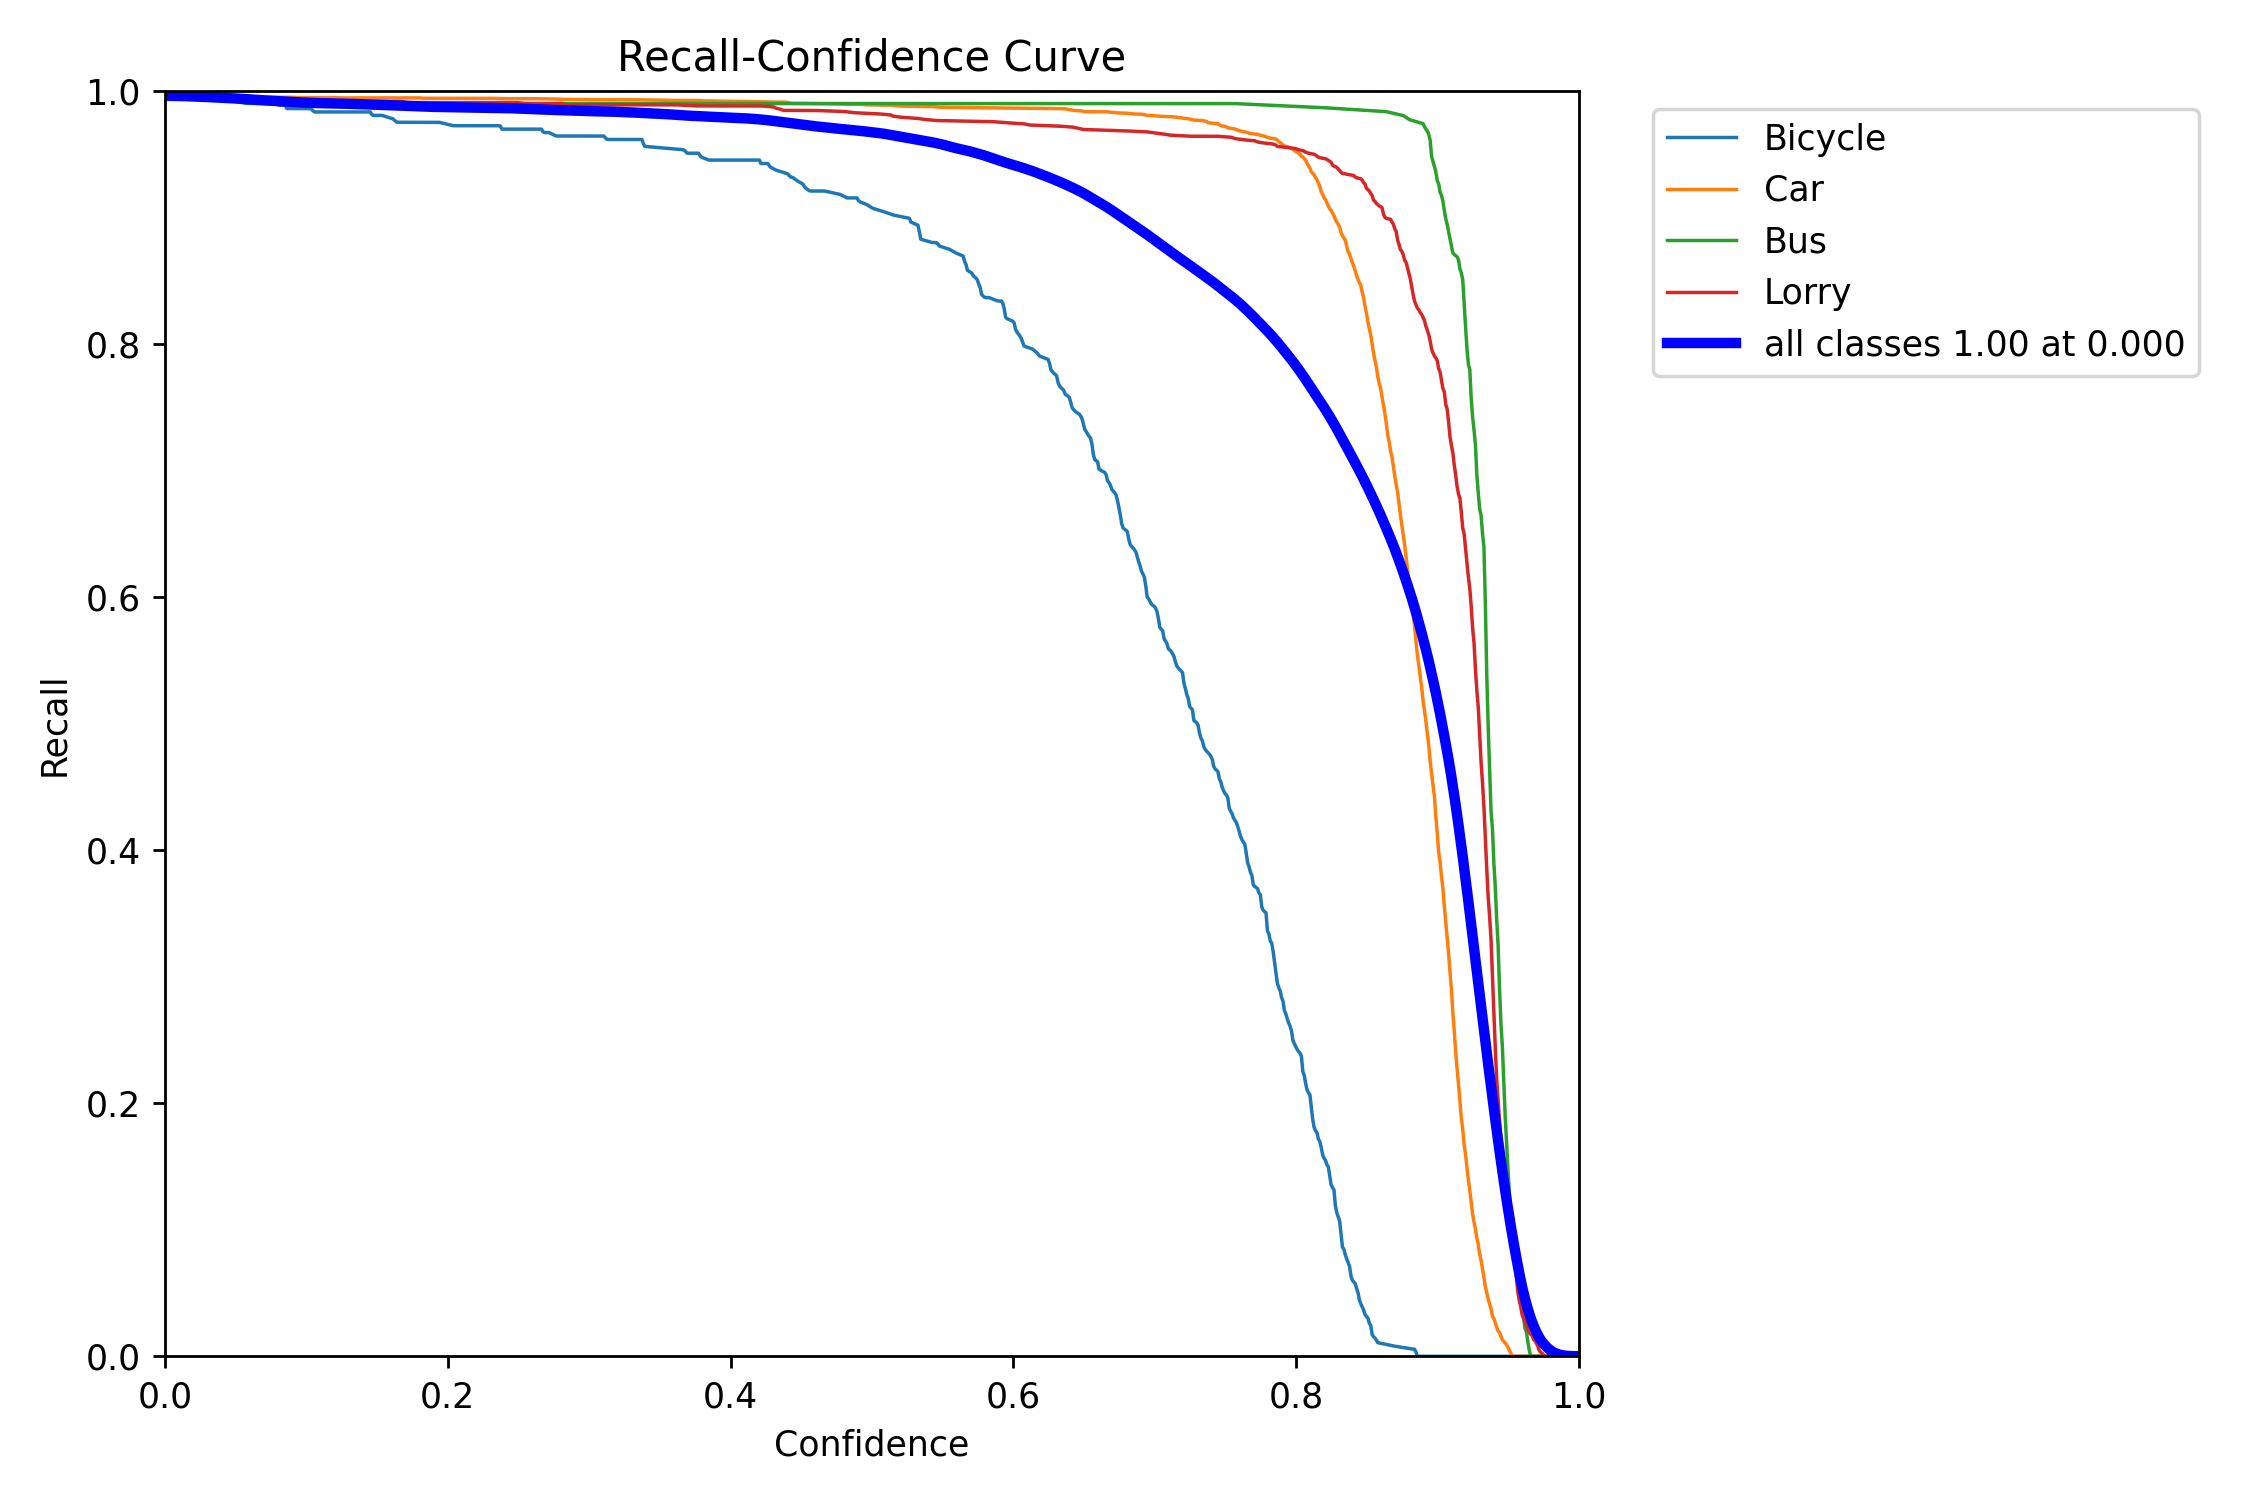 Recall-Confidence Curve
1.0
0.8
0.6
0.4
0.2
0.0
Recall
0.0 0.2 0.4 0.6 0.8 1.0
Confidence
Bicycle
Car
Bus
Lorry
all classes 1.00 at 0.000